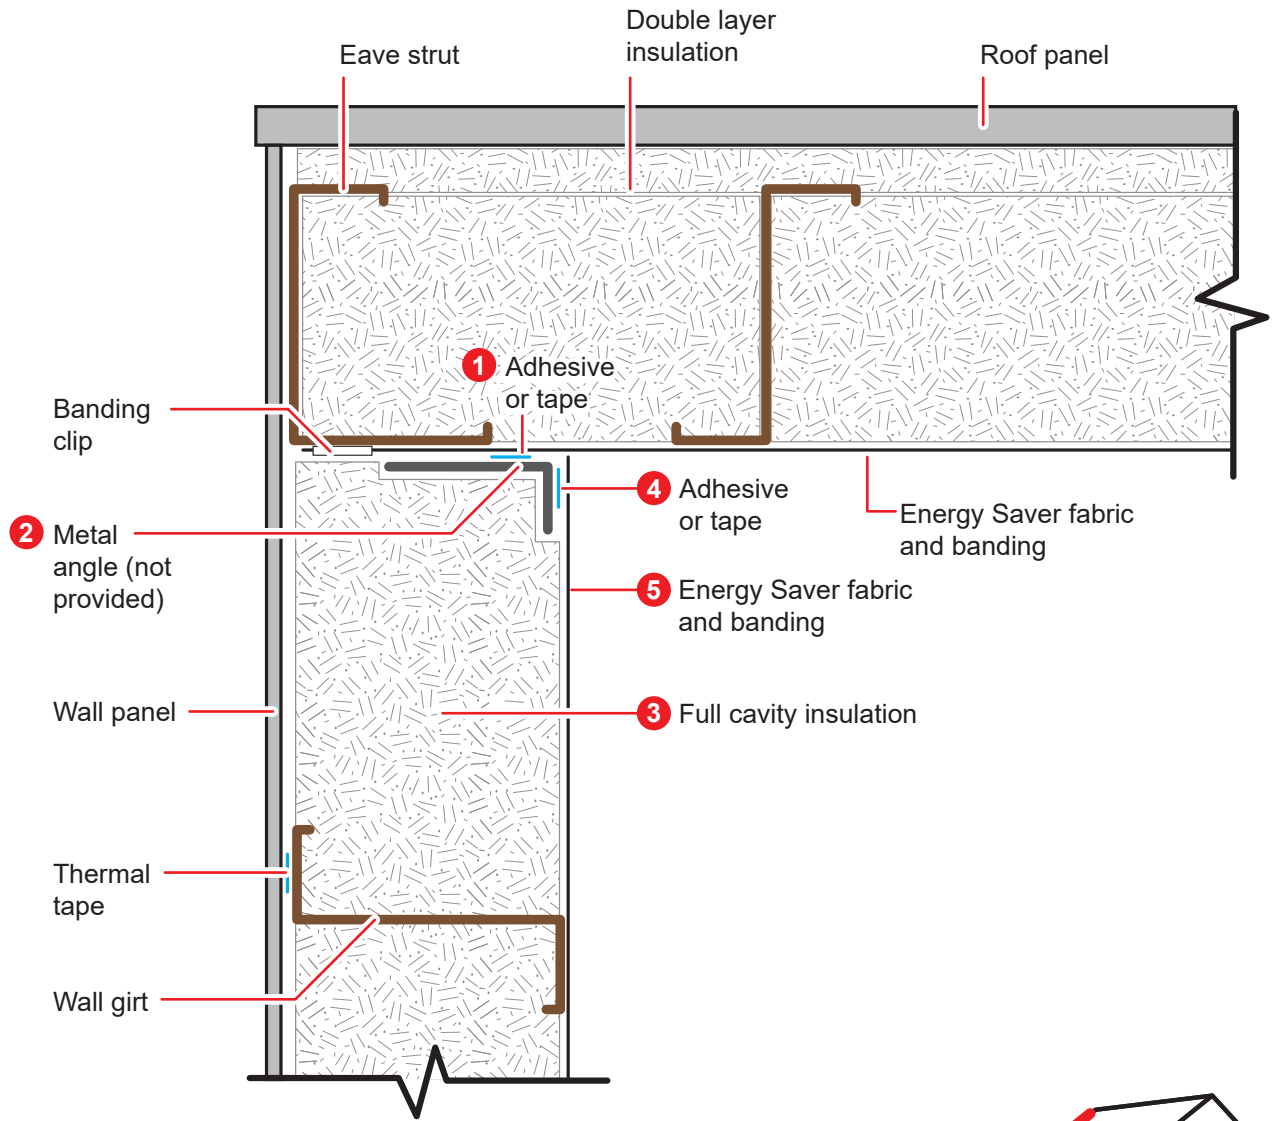 Double layer
insulation
Eave strut
Roof panel
1 Adhesive
or tape
Banding
clip
4 Adhesive
or tape
Energy Saver fabric
and banding
2 Metal
angle (not
provided)
5 Energy Saver fabric
and banding
Wall panel
3 Full cavity insulation
Thermal
tape
Wall girt